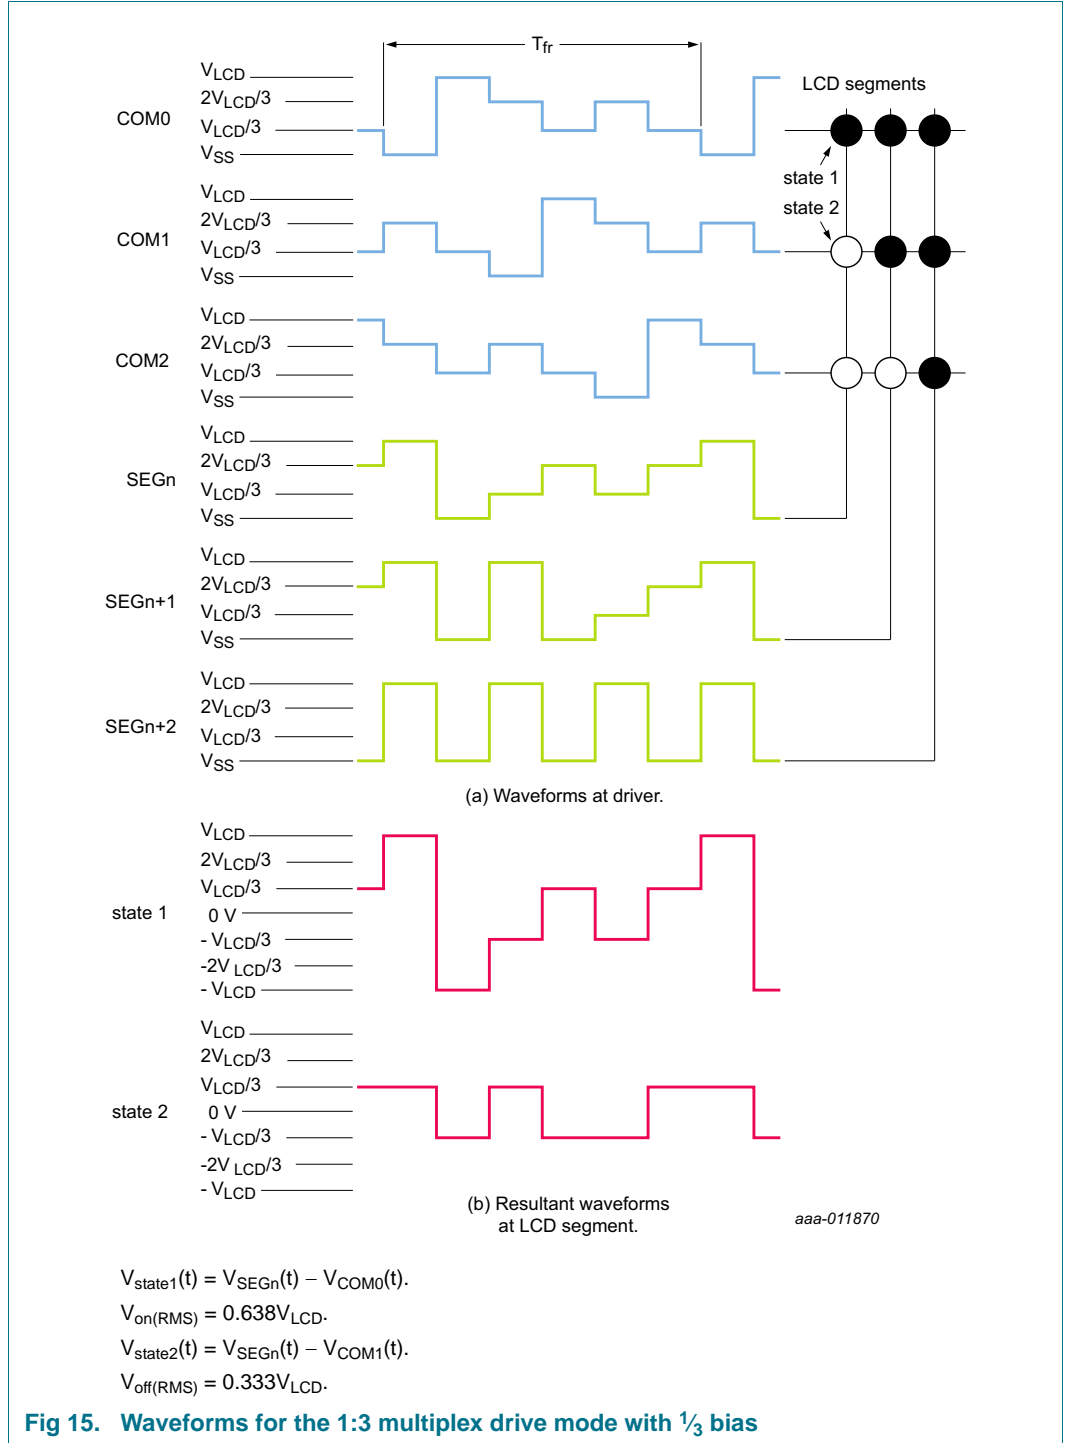 Tfr
VLCD
2VLCD/3
COM0
VLCD/3
VSS
LCD segments
state 1
state 2
VLCD
2VLCD/3
COM1
VLCD/3
VSS
VLCD
2VLCD/3
COM2
VLCD/3
VSS
VLCD
2VLCD/3
SEGn
VLCD/3
VSS
VLCD
2VLCD/3
SEGn+1
VLCD/3
VSS
VLCD
2VLCD/3
SEGn+2
VLCD/3
VSS
(a) Waveforms at driver.
VLCD
2VLCD/3
VLCD/3
state 1
0 V
- VLCD/3
-2V LCD/3
- VLCD
VLCD
2VLCD/3
VLCD/3
state 2
0 V
- VLCD/3
-2V LCD/3
- VLCD
(b) Resultant waveforms
at LCD segment.
aaa-011870
Vstate1(t) = VSEGn(t) − VCOM0(t).
Von(RMS) = 0.638VLCD.
Vstate2(t) = VSEGn(t) − VCOM1(t).
Voff(RMS) = 0.333VLCD.
Fig 15. Waveforms for the 1:3 multiplex drive mode with 1⁄3 bias